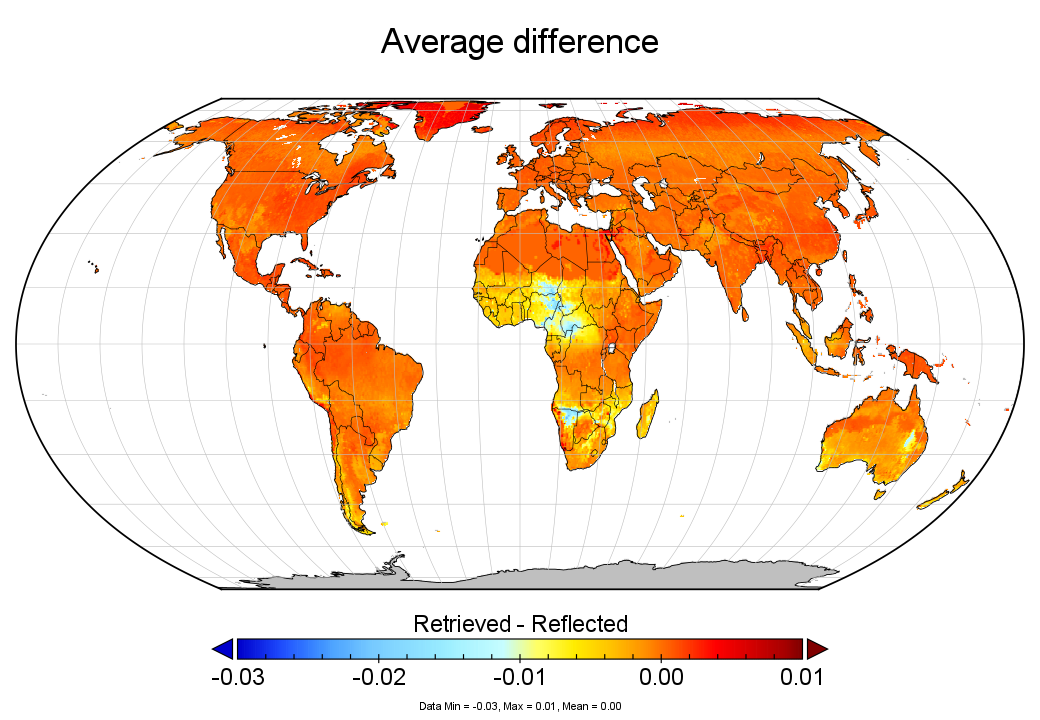 Average difference
Retrieved - Reflected
-0.03 -0.02 -0.01 0.00 0.01
Data Min = -0.03, Max = 0.01, Mean = 0.00